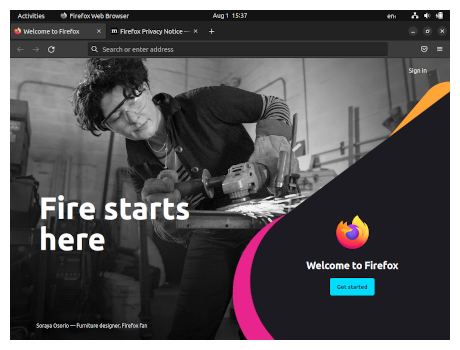 Activities
Firefox Web Browser
Aug 1 15:37
en₁
Welcome to Firefox
m Firefox Privacy Notice —
Search or enter address
Sign in
Fire starts
here
Welcome to Firefox
Get started
Soraya Osorio — Furniture designer, Firefox fan